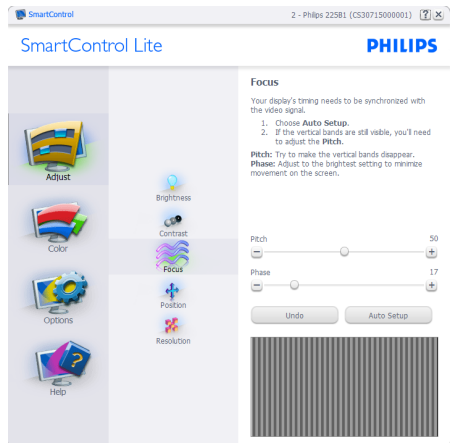 SmartControl
2 - Philips 225B1 (CS30715000001)
SmartControl Lite
PHILIPS
Adjust
Color
Options
Help
Brightness
Contrast
Focus
Position
Resolution
Focus
Your display's timing needs to be synchronized with
the video signal.
1. Choose Auto Setup.
2. If the vertical bands are still visible, you'll need
to adjust the Pitch.
Pitch: Try to make the vertical bands disappear.
Phase: Adjust to the brightest setting to minimize
movement on the screen.
Pitch 50
Phase 17
Undo
Auto Setup